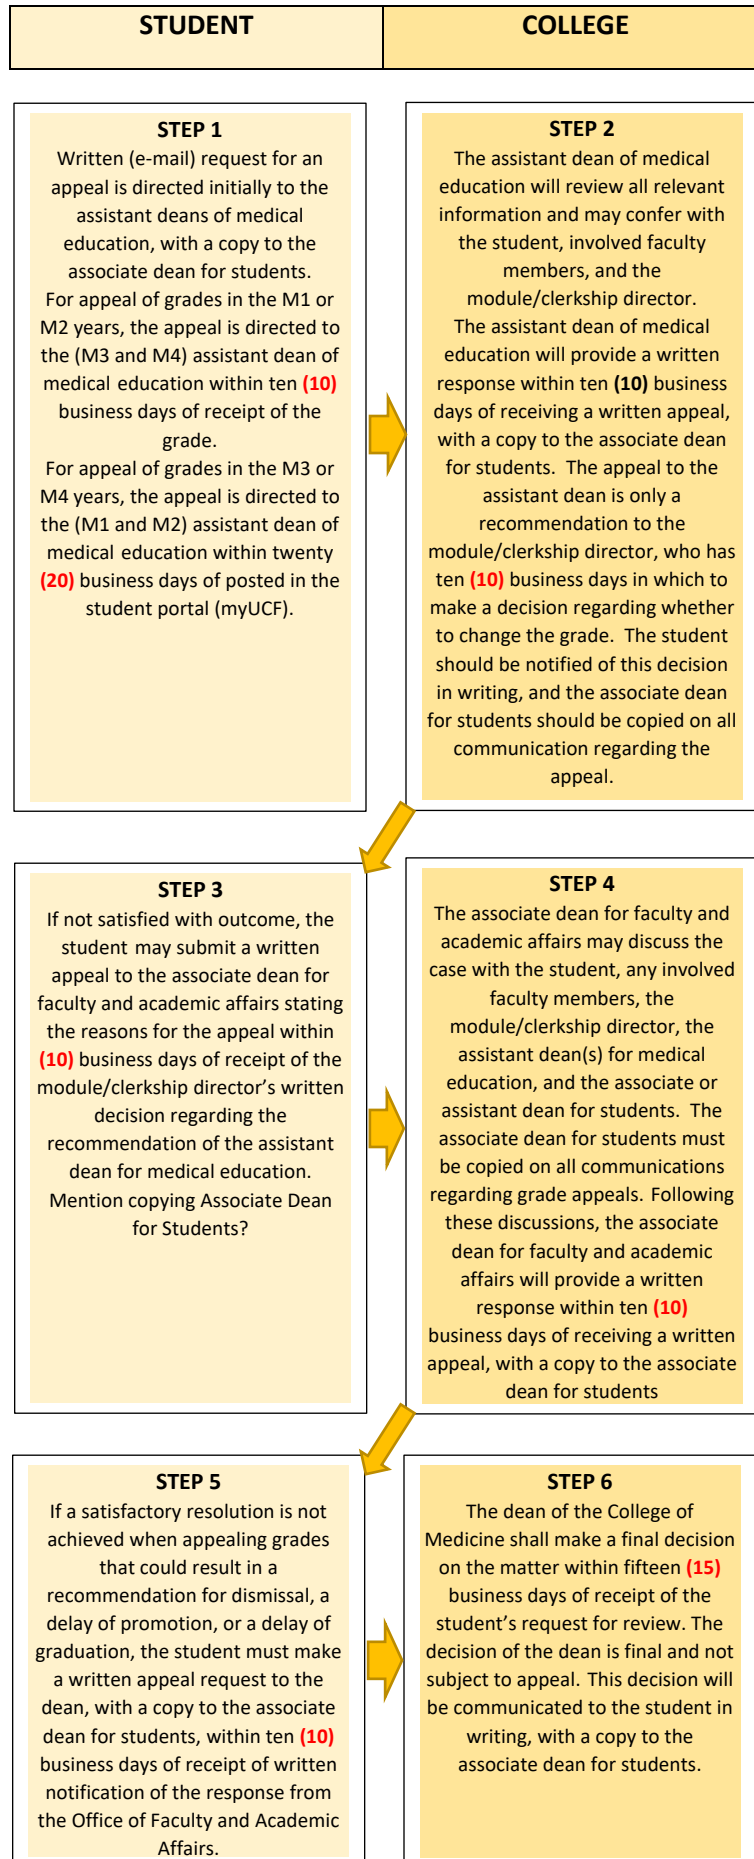 STUDENT
COLLEGE
STEP 1
Written (e-mail) request for an
appeal is directed initially to the
assistant deans of medical
education, with a copy to the
associate dean for students.
For appeal of grades in the M1 or
M2 years, the appeal is directed to
the (M3 and M4) assistant dean of
medical education within ten (10)
business days of receipt of the
grade.
For appeal of grades in the M3 or
M4 years, the appeal is directed to
the (M1 and M2) assistant dean of
medical education within twenty
(20) business days of posted in the
student portal (myUCF).
STEP 2
The assistant dean of medical
education will review all relevant
information and may confer with
the student, involved faculty
members, and the
module/clerkship director.
The assistant dean of medical
education will provide a written
response within ten (10) business
days of receiving a written appeal,
with a copy to the associate dean
for students. The appeal to the
assistant dean is only a
recommendation to the
module/clerkship director, who has
ten (10) business days in which to
make a decision regarding whether
to change the grade. The student
should be notified of this decision
in writing, and the associate dean
for students should be copied on all
communication regarding the
appeal.
STEP 3
If not satisfied with outcome, the
student may submit a written
appeal to the associate dean for
faculty and academic affairs stating
the reasons for the appeal within
(10) business days of receipt of the
module/clerkship director’s written
decision regarding the
recommendation of the assistant
dean for medical education.
Mention copying Associate Dean
for Students?
STEP 4
The associate dean for faculty and
academic affairs may discuss the
case with the student, any involved
faculty members, the
module/clerkship director, the
assistant dean(s) for medical
education, and the associate or
assistant dean for students. The
associate dean for students must
be copied on all communications
regarding grade appeals. Following
these discussions, the associate
dean for faculty and academic
affairs will provide a written
response within ten (10)
business days of receiving a written
appeal, with a copy to the associate
dean for students
STEP 5
If a satisfactory resolution is not
achieved when appealing grades
that could result in a
recommendation for dismissal, a
delay of promotion, or a delay of
graduation, the student must make
a written appeal request to the
dean, with a copy to the associate
dean for students, within ten (10)
business days of receipt of written
notification of the response from
the Office of Faculty and Academic
Affairs.
STEP 6
The dean of the College of
Medicine shall make a final decision
on the matter within fifteen (15)
business days of receipt of the
student’s request for review. The
decision of the dean is final and not
subject to appeal. This decision will
be communicated to the student in
writing, with a copy to the
associate dean for students.